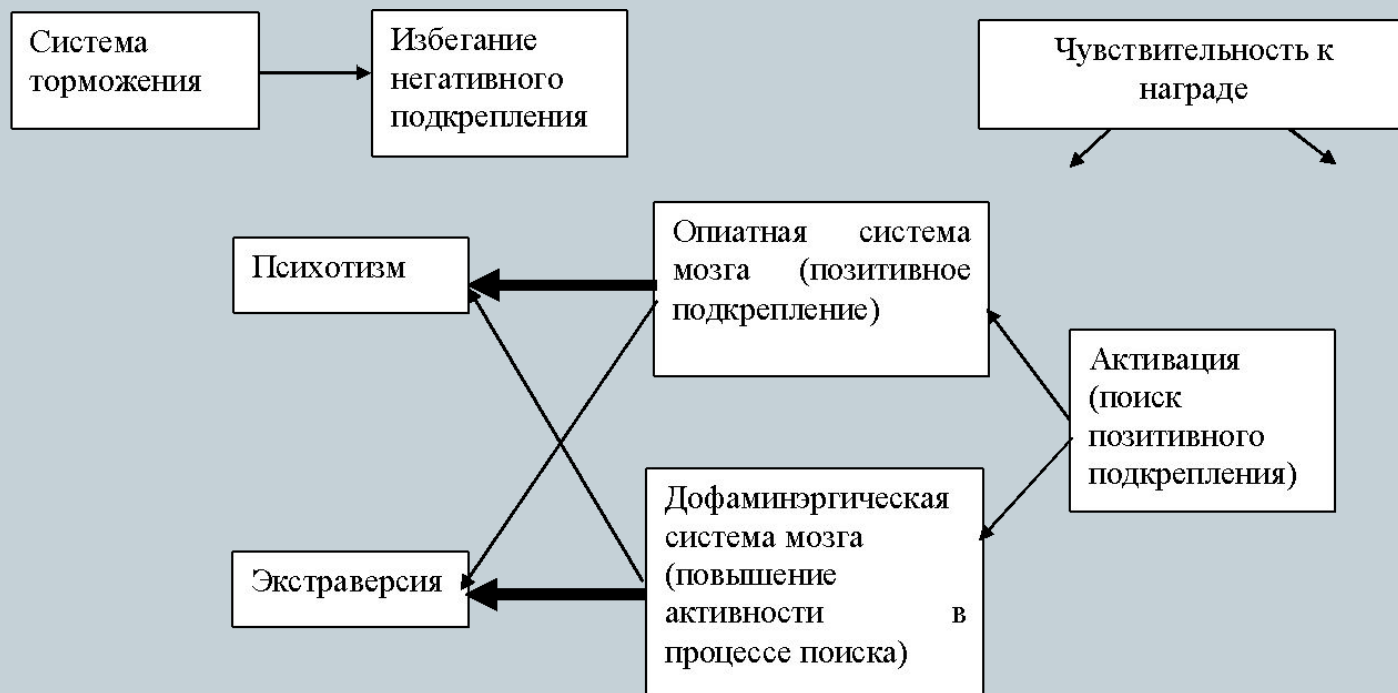 Система
торможения
Избегание
негативного
подкрепления
Чувствительность к
награде
Психотизм
Опиатная система
мозга (позитивное
подкрепление)
Активация
(поиск
позитивного
подкрепления)
Экстраверсия
Дофаминэргическая
система мозга
(повышение
активности в
процессе поиска)